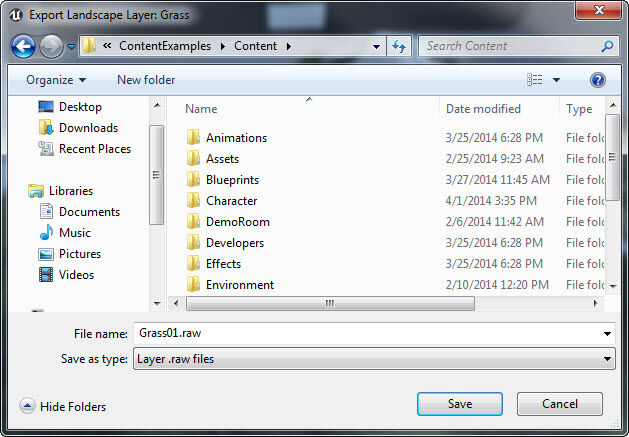 Export Landscape Layer: Grass
« ContentExamples Content Search Content
Organize New folder
Name Date modified Type
Desktop
Downloads
Recent Places
Libraries
Documents
Music
Pictures
Videos
Animations 3/25/2014 6:28 PM File fold
Assets 2/25/2014 9:23 AM File fold
Blueprints 3/27/2014 11:45 AM File fold
Character 4/1/2014 3:35 PM File fold
DemoRoom 2/6/2014 11:42 AM File fold
Developers 3/25/2014 6:28 PM File fold
Effects 3/25/2014 6:28 PM File fold
Environment 2/10/2014 12:20 PM File fold
File name: Grass01.raw
Save as type: Layer .raw files
Hide Folders Save Cancel